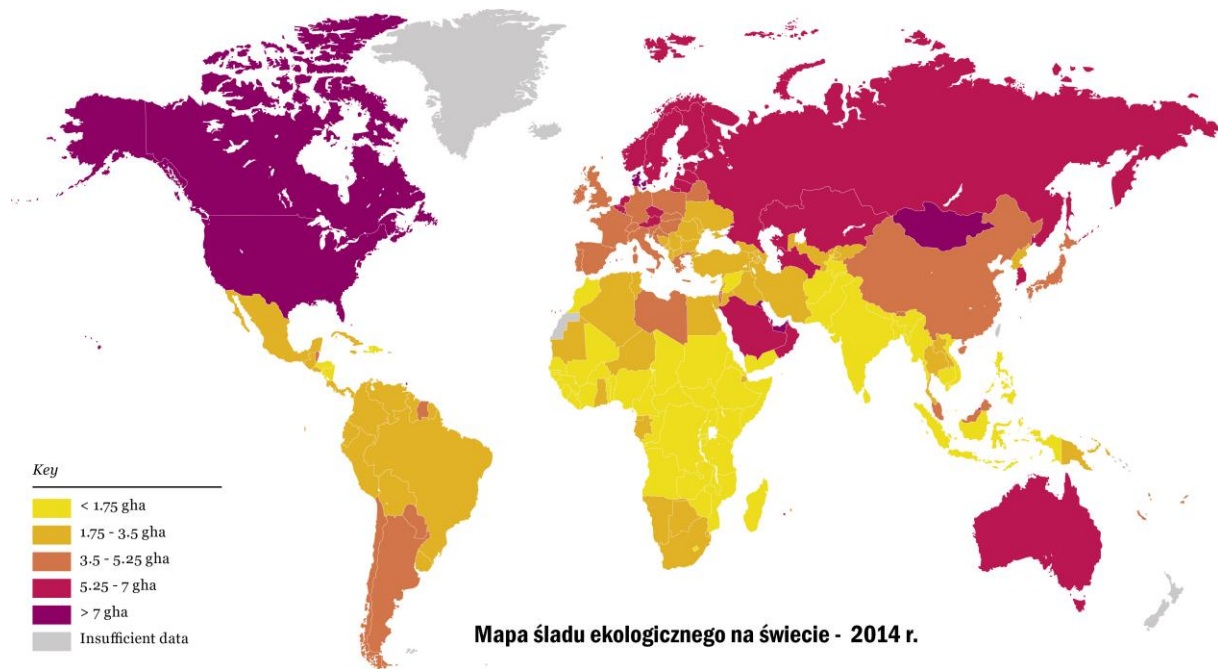 Key
< 1.75 gha
1.75 - 3.5 gha
3.5 - 5.25 gha
5.25 - 7 gha
> 7 gha
Insufficient data
Mapa śladu ekologicznego na świecie - 2014 r.